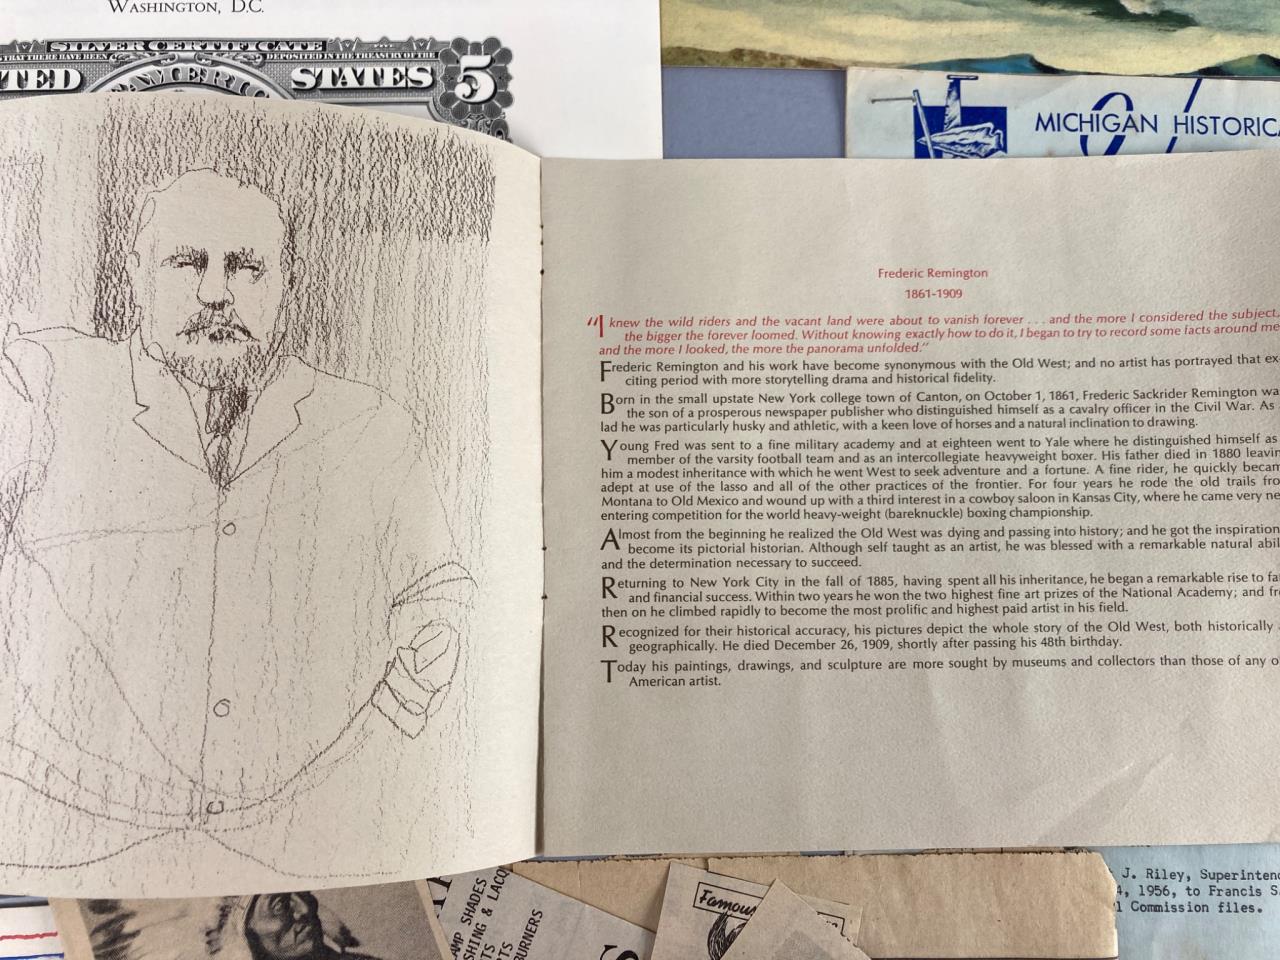 WASHINGTON, D.C.
SILVER CERTIFICATE
DEPOSITED IN THE TREASURY OF THE
STATES 5
AMERIC
MICHIGAN HISTORICA
Frederic Remington
1861-1909
"I knew the wild riders and the vacant land were about to vanish forever . . . and the more I considered the subject,
the bigger the forever loomed. Without knowing exactly how to do it, I began to try to record some facts around me
and the more I looked, the more the panorama unfolded."
Frederic Remington and his work have become synonymous with the Old West; and no artist has portrayed that ex-
citing period with more storytelling drama and historical fidelity.
Born in the small upstate New York college town of Canton, on October 1, 1861, Frederic Sackrider Remington wa
the son of a prosperous newspaper publisher who distinguished himself as a cavalry officer in the Civil War. As
lad he was particularly husky and athletic, with a keen love of horses and a natural inclination to drawing.
Young Fred was sent to a fine military academy and at eighteen went to Yale where he distinguished himself as
member of the varsity football team and as an intercollegiate heavyweight boxer. His father died in 1880 leavin
him a modest inheritance with which he went West to seek adventure and a fortune. A fine rider, he quickly becam
adept at use of the lasso and all of the other practices of the frontier. For four years he rode the old trails fro
Montana to Old Mexico and wound up with a third interest in a cowboy saloon in Kansas City, where he came very ne
entering competition for the world heavy-weight (bareknuckle) boxing championship.
Almost from the beginning he realized the Old West was dying and passing into history; and he got the inspiration
become its pictorial historian. Although self taught as an artist, he was blessed with a remarkable natural abil
and the determination necessary to succeed.
Returning to New York City in the fall of 1885, having spent all his inheritance, he began a remarkable rise to fa
and financial success. Within two years he won the two highest fine art prizes of the National Academy; and fr
then on he climbed rapidly to become the most prolific and highest paid artist in his field.
Recognized for their historical accuracy, his pictures depict the whole story of the Old West, both historically
geographically. He died December 26, 1909, shortly after passing his 48th birthday.
Today his paintings, drawings, and sculpture are more sought by museums and collectors than those of any o
American artist.
J. Riley, Superintend
4, 1956, to Francis S.
l Commission files.
AMP SHADES
SHING & LACQ
BURNERS
Famous